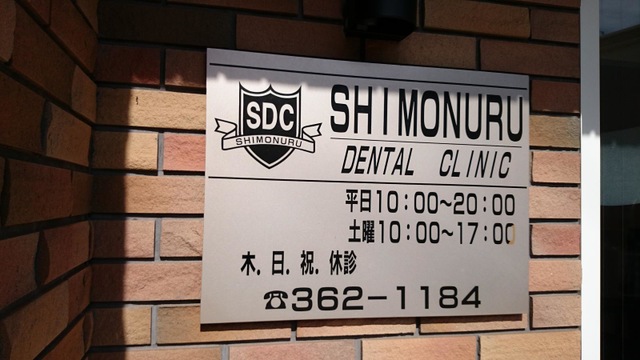 SDC
SHIMONURU
SHIMONURU
DENTAL CLINIC
平日10:00~20:00
土曜10:00~17:00
木.日.祝.休診
☎362-1184